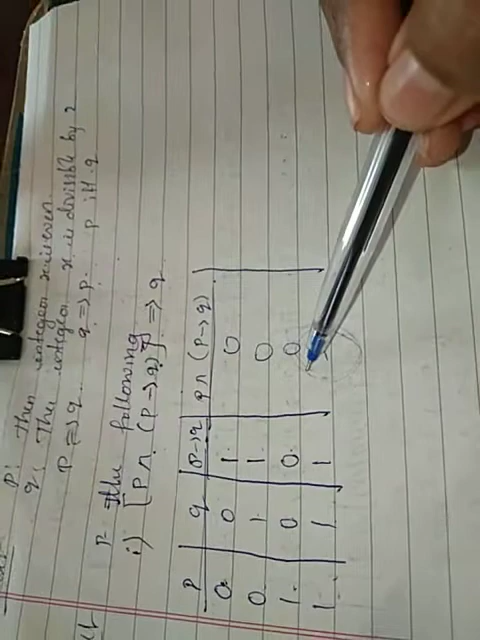 p: The integer x is even.
q: The integer x is divisible by 2
p ⇒ q. q ⇒ p. p iff q
P the following
i) [P ∧ (P → q)] ⇒ q
p q p→q q ∧ (P → q)
0 0 1 0
0 1 1 0
1 0 0 0
1 1 1